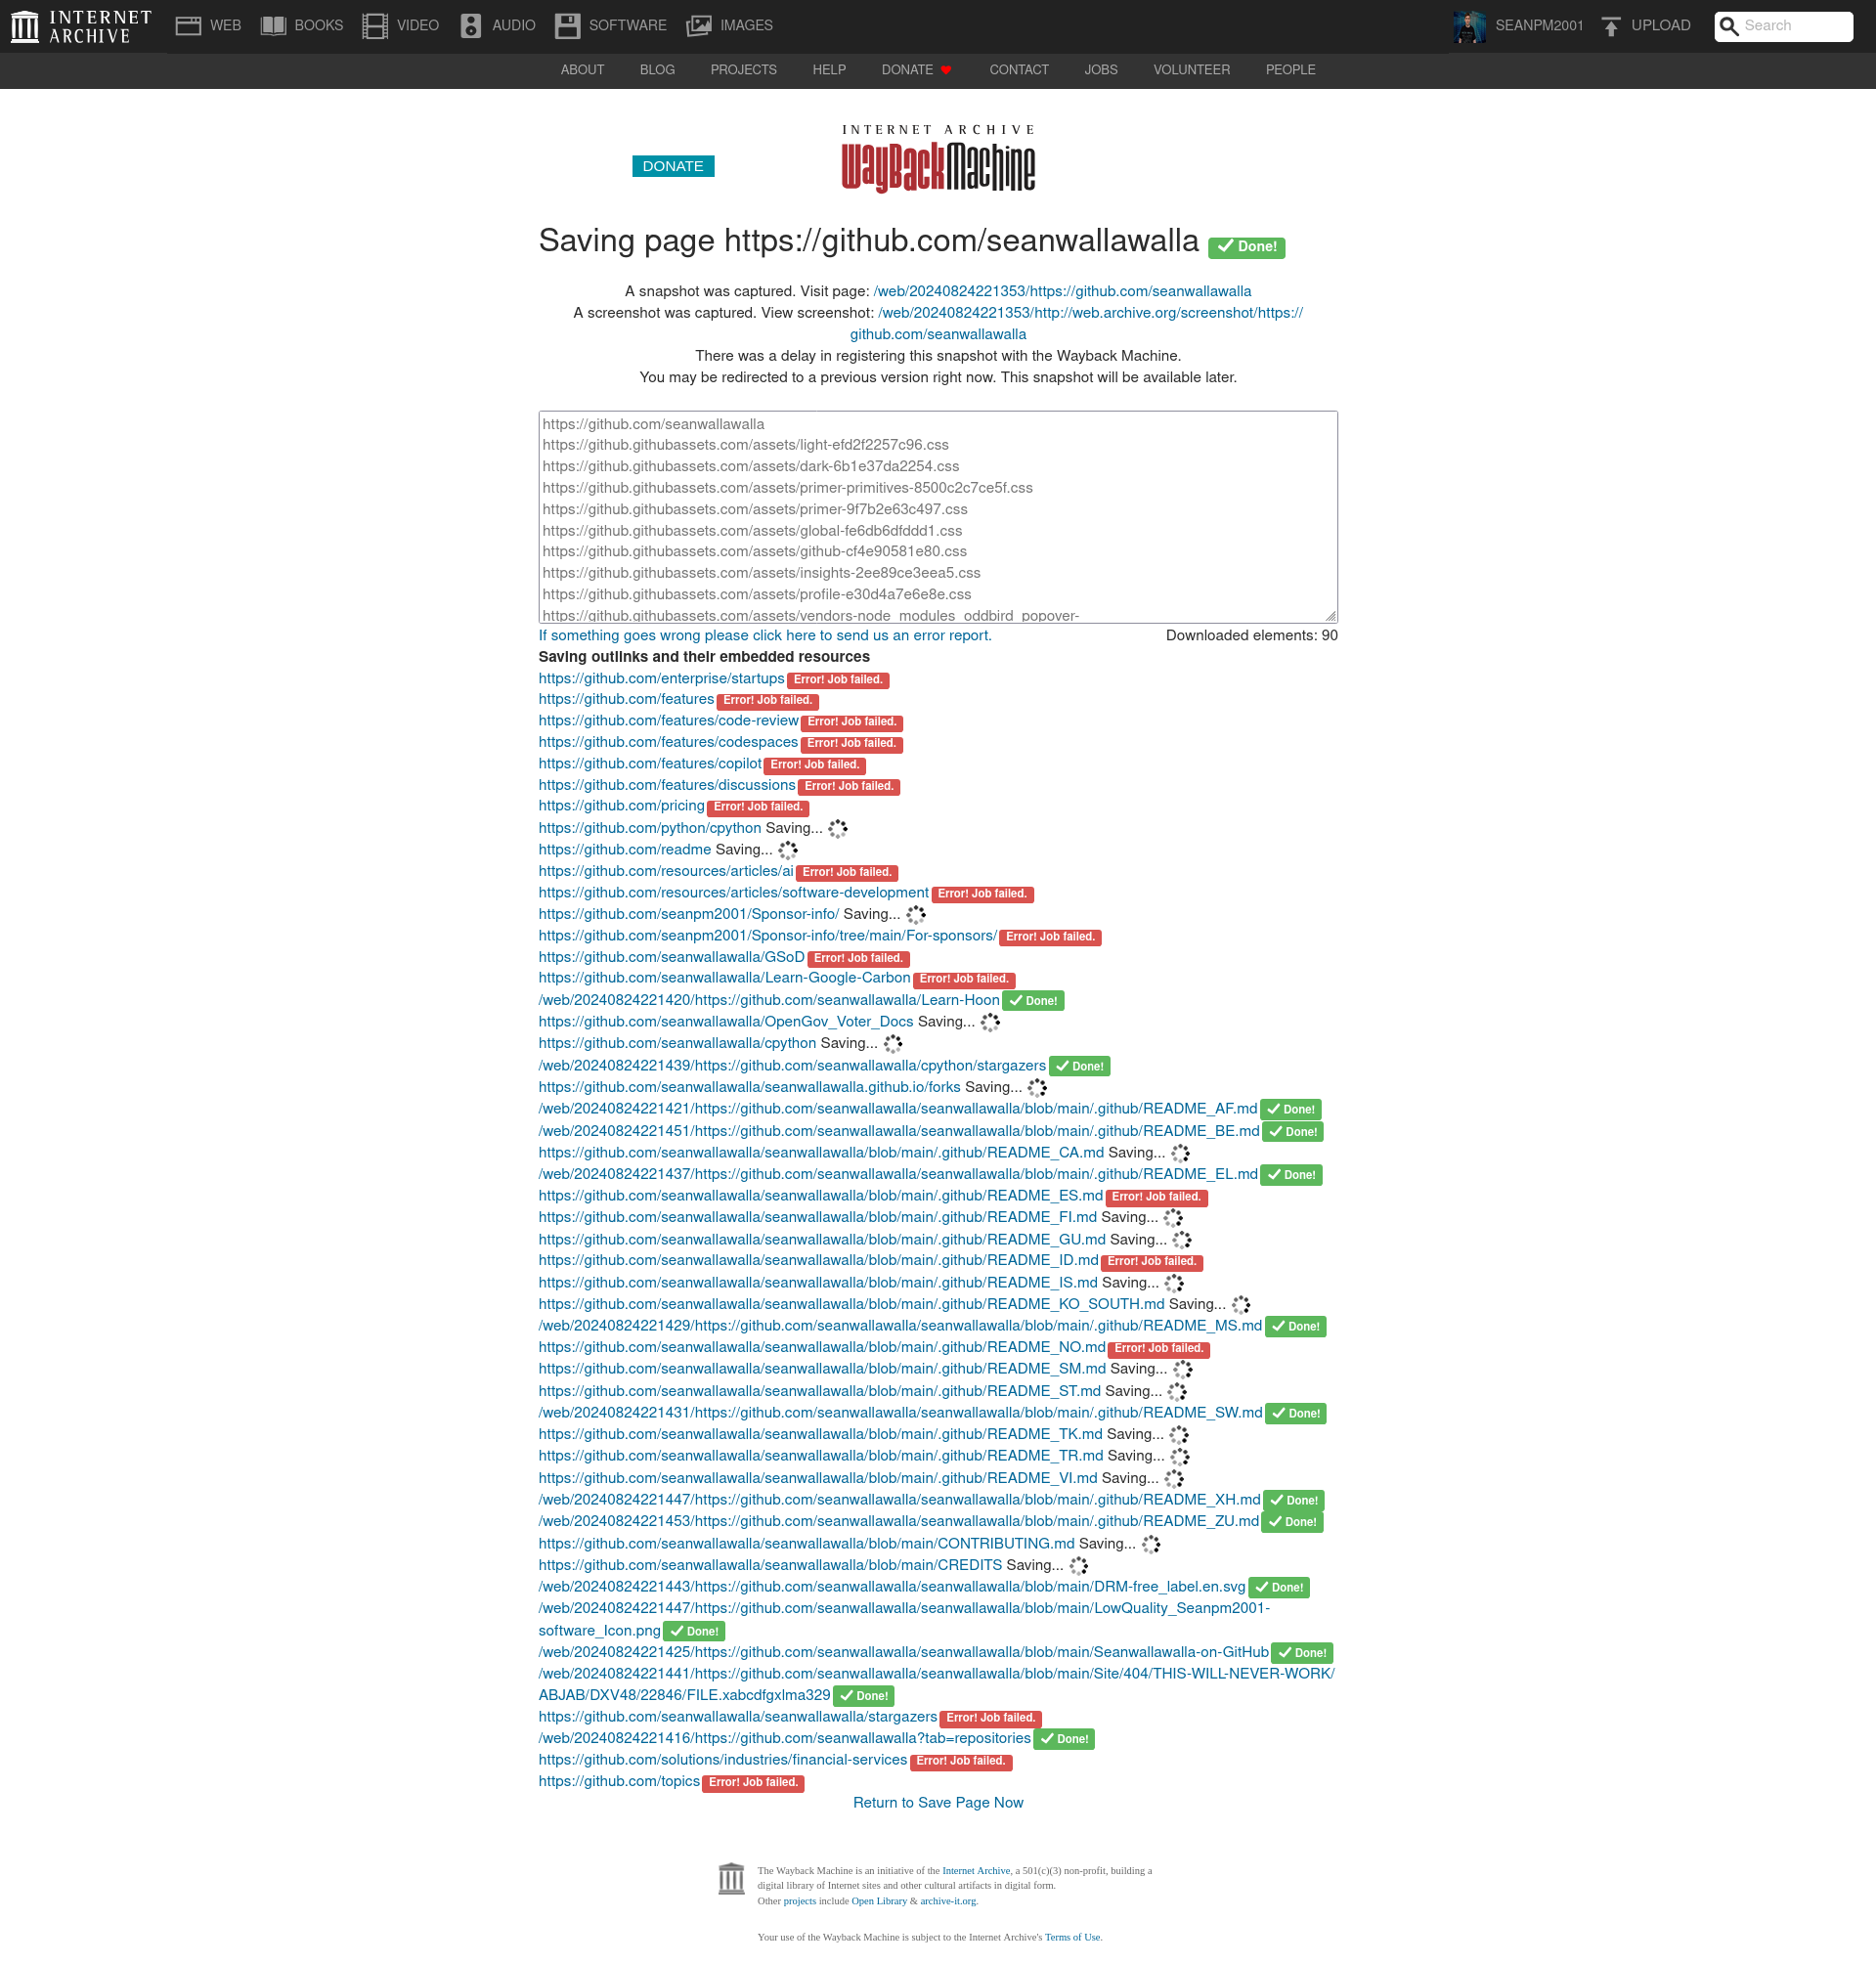 INTERNET ARCHIVE
WEB BOOKS VIDEO AUDIO SOFTWARE IMAGES SEANPM2001 UPLOAD Search
ABOUT BLOG PROJECTS HELP DONATE CONTACT JOBS VOLUNTEER PEOPLE
INTERNET ARCHIVE
DONATE WayBackMachine
Saving page https://github.com/seanwallawalla Done!
A snapshot was captured. Visit page: /web/20240824221353/https://github.com/seanwallawalla
A screenshot was captured. View screenshot: /web/20240824221353/http://web.archive.org/screenshot/https://
github.com/seanwallawalla
There was a delay in registering this snapshot with the Wayback Machine.
You may be redirected to a previous version right now. This snapshot will be available later.
https://github.com/seanwallawalla
https://github.githubassets.com/assets/light-efd2f2257c96.css
https://github.githubassets.com/assets/dark-6b1e37da2254.css
https://github.githubassets.com/assets/primer-primitives-8500c2c7ce5f.css
https://github.githubassets.com/assets/primer-9f7b2e63c497.css
https://github.githubassets.com/assets/global-fe6db6dfddd1.css
https://github.githubassets.com/assets/github-cf4e90581e80.css
https://github.githubassets.com/assets/insights-2ee89ce3eea5.css
https://github.githubassets.com/assets/profile-e30d4a7e6e8e.css
https://github.githubassets.com/assets/vendors-node_modules_oddbird_popover-
If something goes wrong please click here to send us an error report. Downloaded elements: 90
Saving outlinks and their embedded resources
https://github.com/enterprise/startups Error! Job failed.
https://github.com/features Error! Job failed.
https://github.com/features/code-review Error! Job failed.
https://github.com/features/codespaces Error! Job failed.
https://github.com/features/copilot Error! Job failed.
https://github.com/features/discussions Error! Job failed.
https://github.com/pricing Error! Job failed.
https://github.com/python/cpython Saving...
https://github.com/readme Saving...
https://github.com/resources/articles/ai Error! Job failed.
https://github.com/resources/articles/software-development Error! Job failed.
https://github.com/seanpm2001/Sponsor-info/ Saving...
https://github.com/seanpm2001/Sponsor-info/tree/main/For-sponsors/ Error! Job failed.
https://github.com/seanwallawalla/GSoD Error! Job failed.
https://github.com/seanwallawalla/Learn-Google-Carbon Error! Job failed.
/web/20240824221420/https://github.com/seanwallawalla/Learn-Hoon Done!
https://github.com/seanwallawalla/OpenGov_Voter_Docs Saving...
https://github.com/seanwallawalla/cpython Saving...
/web/20240824221439/https://github.com/seanwallawalla/cpython/stargazers Done!
https://github.com/seanwallawalla/seanwallawalla.github.io/forks Saving...
/web/20240824221421/https://github.com/seanwallawalla/seanwallawalla/blob/main/.github/README_AF.md Done!
/web/20240824221451/https://github.com/seanwallawalla/seanwallawalla/blob/main/.github/README_BE.md Done!
https://github.com/seanwallawalla/seanwallawalla/blob/main/.github/README_CA.md Saving...
/web/20240824221437/https://github.com/seanwallawalla/seanwallawalla/blob/main/.github/README_EL.md Done!
https://github.com/seanwallawalla/seanwallawalla/blob/main/.github/README_ES.md Error! Job failed.
https://github.com/seanwallawalla/seanwallawalla/blob/main/.github/README_FI.md Saving...
https://github.com/seanwallawalla/seanwallawalla/blob/main/.github/README_GU.md Saving...
https://github.com/seanwallawalla/seanwallawalla/blob/main/.github/README_ID.md Error! Job failed.
https://github.com/seanwallawalla/seanwallawalla/blob/main/.github/README_IS.md Saving...
https://github.com/seanwallawalla/seanwallawalla/blob/main/.github/README_KO_SOUTH.md Saving...
/web/20240824221429/https://github.com/seanwallawalla/seanwallawalla/blob/main/.github/README_MS.md Done!
https://github.com/seanwallawalla/seanwallawalla/blob/main/.github/README_NO.md Error! Job failed.
https://github.com/seanwallawalla/seanwallawalla/blob/main/.github/README_SM.md Saving...
https://github.com/seanwallawalla/seanwallawalla/blob/main/.github/README_ST.md Saving...
/web/20240824221431/https://github.com/seanwallawalla/seanwallawalla/blob/main/.github/README_SW.md Done!
https://github.com/seanwallawalla/seanwallawalla/blob/main/.github/README_TK.md Saving...
https://github.com/seanwallawalla/seanwallawalla/blob/main/.github/README_TR.md Saving...
https://github.com/seanwallawalla/seanwallawalla/blob/main/.github/README_VI.md Saving...
/web/20240824221447/https://github.com/seanwallawalla/seanwallawalla/blob/main/.github/README_XH.md Done!
/web/20240824221453/https://github.com/seanwallawalla/seanwallawalla/blob/main/.github/README_ZU.md Done!
https://github.com/seanwallawalla/seanwallawalla/blob/main/CONTRIBUTING.md Saving...
https://github.com/seanwallawalla/seanwallawalla/blob/main/CREDITS Saving...
/web/20240824221443/https://github.com/seanwallawalla/seanwallawalla/blob/main/DRM-free_label.en.svg Done!
/web/20240824221447/https://github.com/seanwallawalla/seanwallawalla/blob/main/LowQuality_Seanpm2001-
software_Icon.png Done!
/web/20240824221425/https://github.com/seanwallawalla/seanwallawalla/blob/main/Seanwallawalla-on-GitHub Done!
/web/20240824221441/https://github.com/seanwallawalla/seanwallawalla/blob/main/Site/404/THIS-WILL-NEVER-WORK/
ABJAB/DXV48/22846/FILE.xabcdfgxlma329 Done!
https://github.com/seanwallawalla/seanwallawalla/stargazers Error! Job failed.
/web/20240824221416/https://github.com/seanwallawalla?tab=repositories Done!
https://github.com/solutions/industries/financial-services Error! Job failed.
https://github.com/topics Error! Job failed.
Return to Save Page Now
The Wayback Machine is an initiative of the Internet Archive, a 501(c)(3) non-profit, building a
digital library of Internet sites and other cultural artifacts in digital form.
Other projects include Open Library & archive-it.org.
Your use of the Wayback Machine is subject to the Internet Archive's Terms of Use.